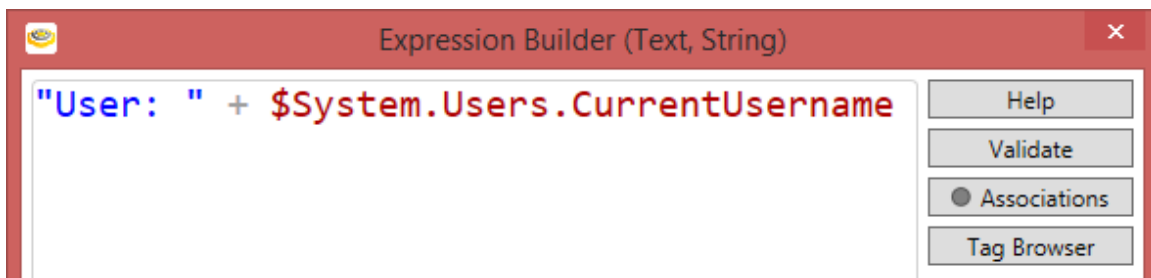 Expression Builder (Text, String)
"User: " + $System.Users.CurrentUsername
Help
Validate
Associations
Tag Browser